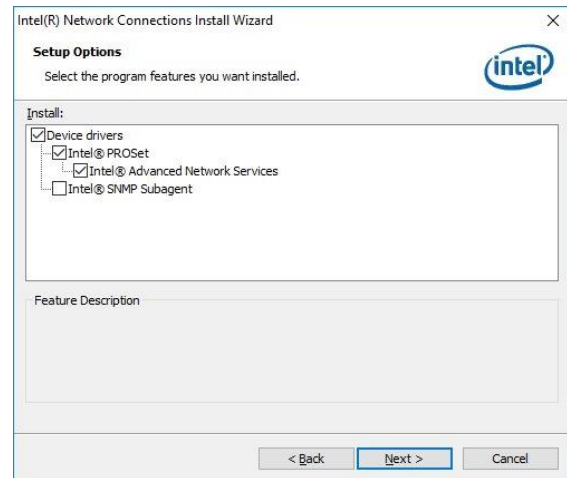 Intel(R) Network Connections Install Wizard
Setup Options
Select the program features you want installed.
intel
Install:
Device drivers
Intel® PROSet
Intel® Advanced Network Services
Intel® SNMP Subagent
Feature Description
< Back
Next >
Cancel